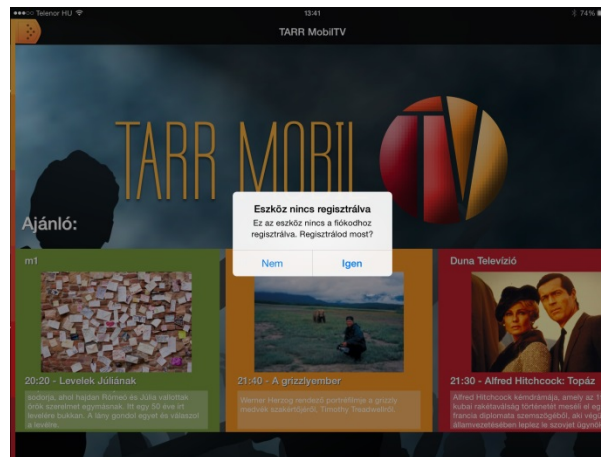 Telenor HU
13:41
74%
TARR MobilTV
TARR MOBIL TV
Ajánló:
Eszköz nincs regisztrálva
Ez az eszköz nincs a fiókodhoz
regisztrálva. Regisztrálod most?
Nem
Igen
m1
20:20 - Levelek Júliának
sodorja, ahol hajdan Rómeó és Júlia vallottak
örök szerelmet egymásnak. Itt egy 50 éve írt
levelére bukkan. A lány gondol egyet és válaszol
a levélre.
21:40 - A grizzlyember
Werner Herzog rendező portréfilmje a grizzly
medvék szakértőjéről, Timothy Treadwellről.
Duna Televízió
21:30 - Alfred Hitchcock: Topáz
Alfred Hitchcock kémdrámája, amely az
kubai rakétaválság történetét meséli el
francia diplomata szemszögéből, aki
államvezetésében leplez le szovjet